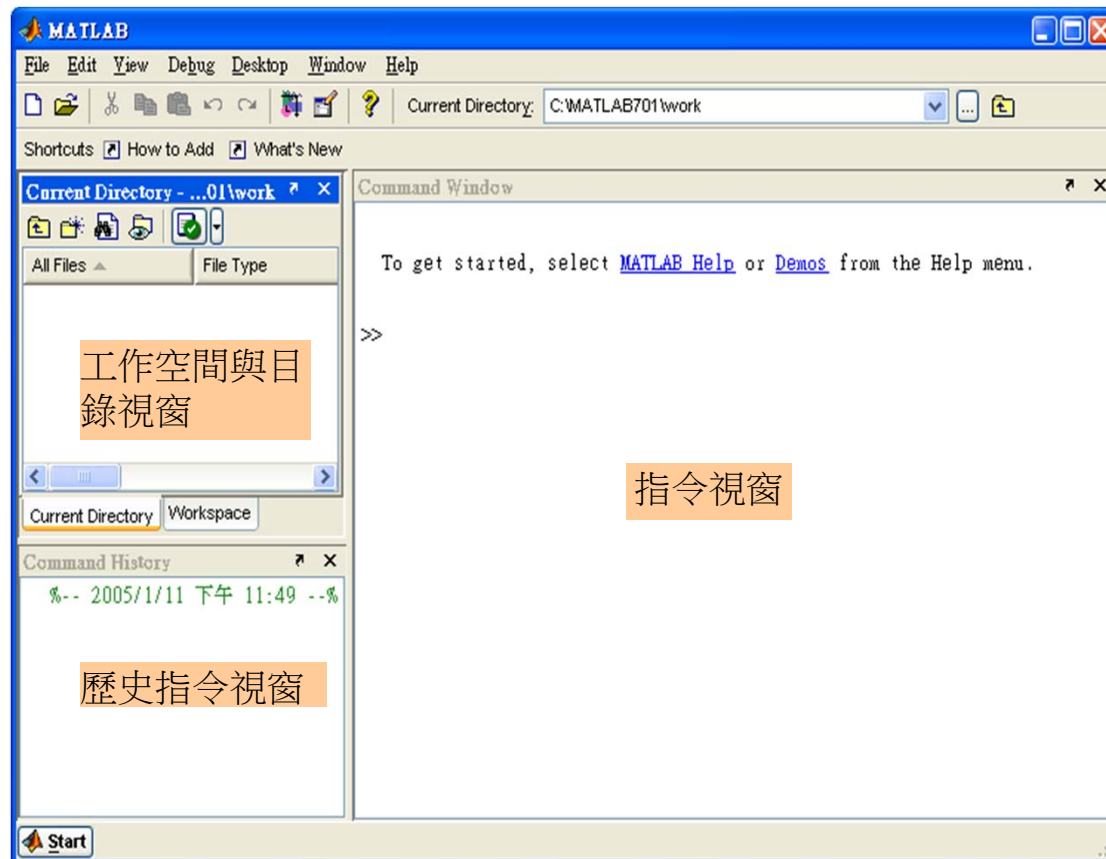 MATLAB
File Edit View Debug Desktop Window Help
Current Directory: C:\MATLAB701\work ...
Shortcuts How to Add What's New
Current Directory - ...01\work
All Files File Type
工作空間與目
錄視窗
Current Directory Workspace
Command History
%-- 2005/1/11 下午 11:49 --%
歷史指令視窗
Command Window
To get started, select MATLAB Help or Demos from the Help menu.
>>
指令視窗
Start